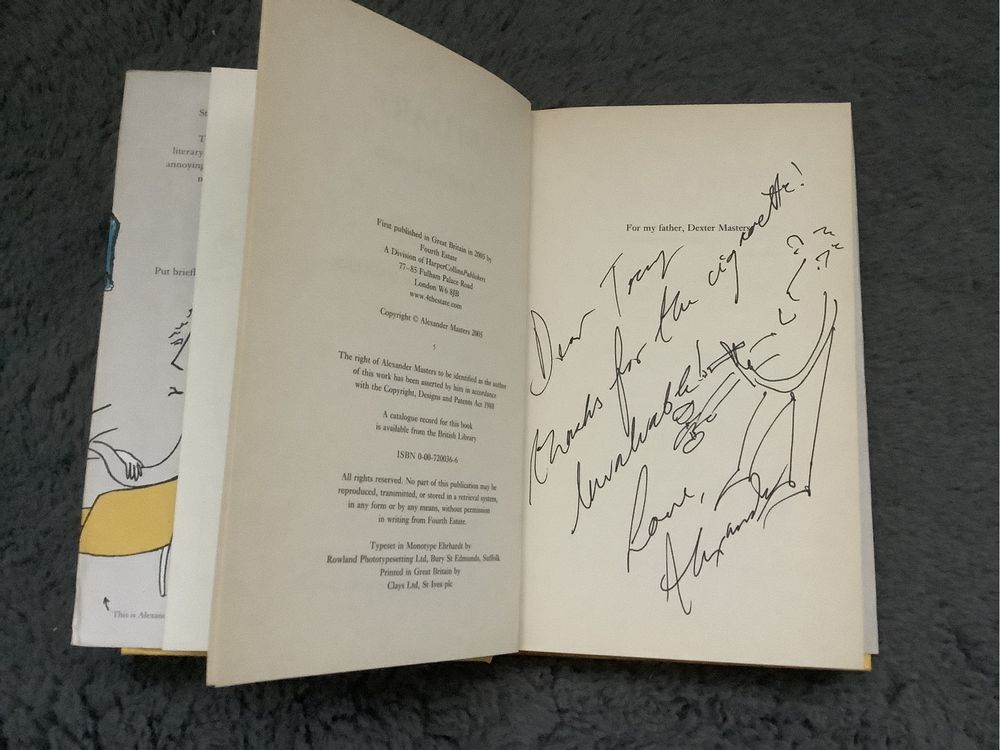 St
T
literary
annoying
n
Put briefl
This is Alexande
First published in Great Britain in 2005 by
Fourth Estate
A Division of HarperCollinsPublishers
77–85 Fulham Palace Road
London W6 8JB
www.4thestate.com
Copyright © Alexander Masters 2005
5
The right of Alexander Masters to be identified as the author
of this work has been asserted by him in accordance
with the Copyright, Designs and Patents Act 1988
A catalogue record for this book
is available from the British Library
ISBN 0-00-720036-6
All rights reserved. No part of this publication may be
reproduced, transmitted, or stored in a retrieval system,
in any form or by any means, without permission
in writing from Fourth Estate.
Typeset in Monotype Ehrhardt by
Rowland Phototypesetting Ltd, Bury St Edmunds, Suffolk
Printed in Great Britain by
Clays Ltd, St Ives plc
For my father, Dexter Masters
Dear Tracy
Thanks for the cigarette!
Love,
Alexander